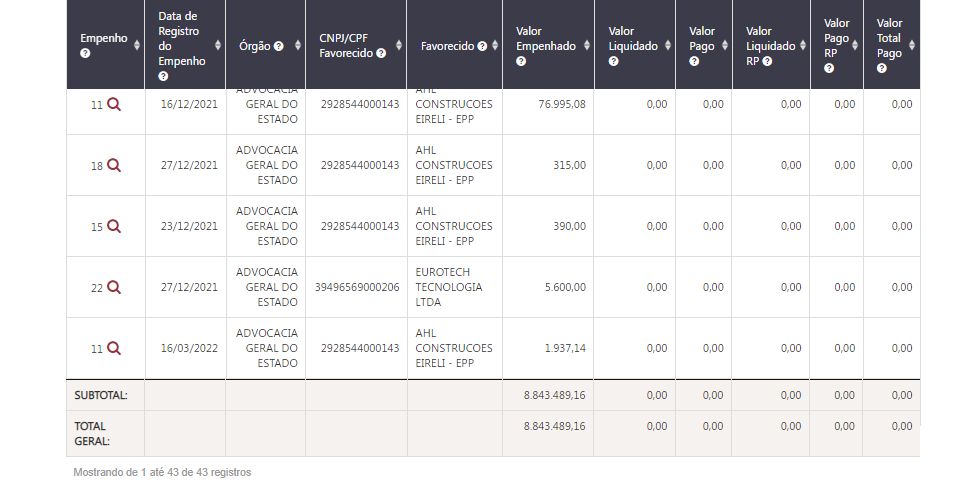 Empenho
Data de
Registro
do
Empenho
Órgão
CNPJ/CPF
Favorecido
Favorecido
Valor
Empenhado
Valor
Liquidado
Valor
Pago
Valor
Liquidado
RP
Valor
Pago
RP
Valor
Total
Pago
11 16/12/2021 ADVOCACIA GERAL DO ESTADO 2928544000143 AHL CONSTRUCOES EIRELI - EPP 76.995,08 0,00 0,00 0,00 0,00 0,00
18 27/12/2021 ADVOCACIA GERAL DO ESTADO 2928544000143 AHL CONSTRUCOES EIRELI - EPP 315,00 0,00 0,00 0,00 0,00 0,00
15 23/12/2021 ADVOCACIA GERAL DO ESTADO 2928544000143 AHL CONSTRUCOES EIRELI - EPP 390,00 0,00 0,00 0,00 0,00 0,00
22 27/12/2021 ADVOCACIA GERAL DO ESTADO 39496569000206 EUROTECH TECNOLOGIA LTDA 5.600,00 0,00 0,00 0,00 0,00 0,00
11 16/03/2022 ADVOCACIA GERAL DO ESTADO 2928544000143 AHL CONSTRUCOES EIRELI - EPP 1.937,14 0,00 0,00 0,00 0,00 0,00
SUBTOTAL: 8.843.489,16 0,00 0,00 0,00 0,00 0,00
TOTAL GERAL: 8.843.489,16 0,00 0,00 0,00 0,00 0,00
Mostrando de 1 até 43 de 43 registros